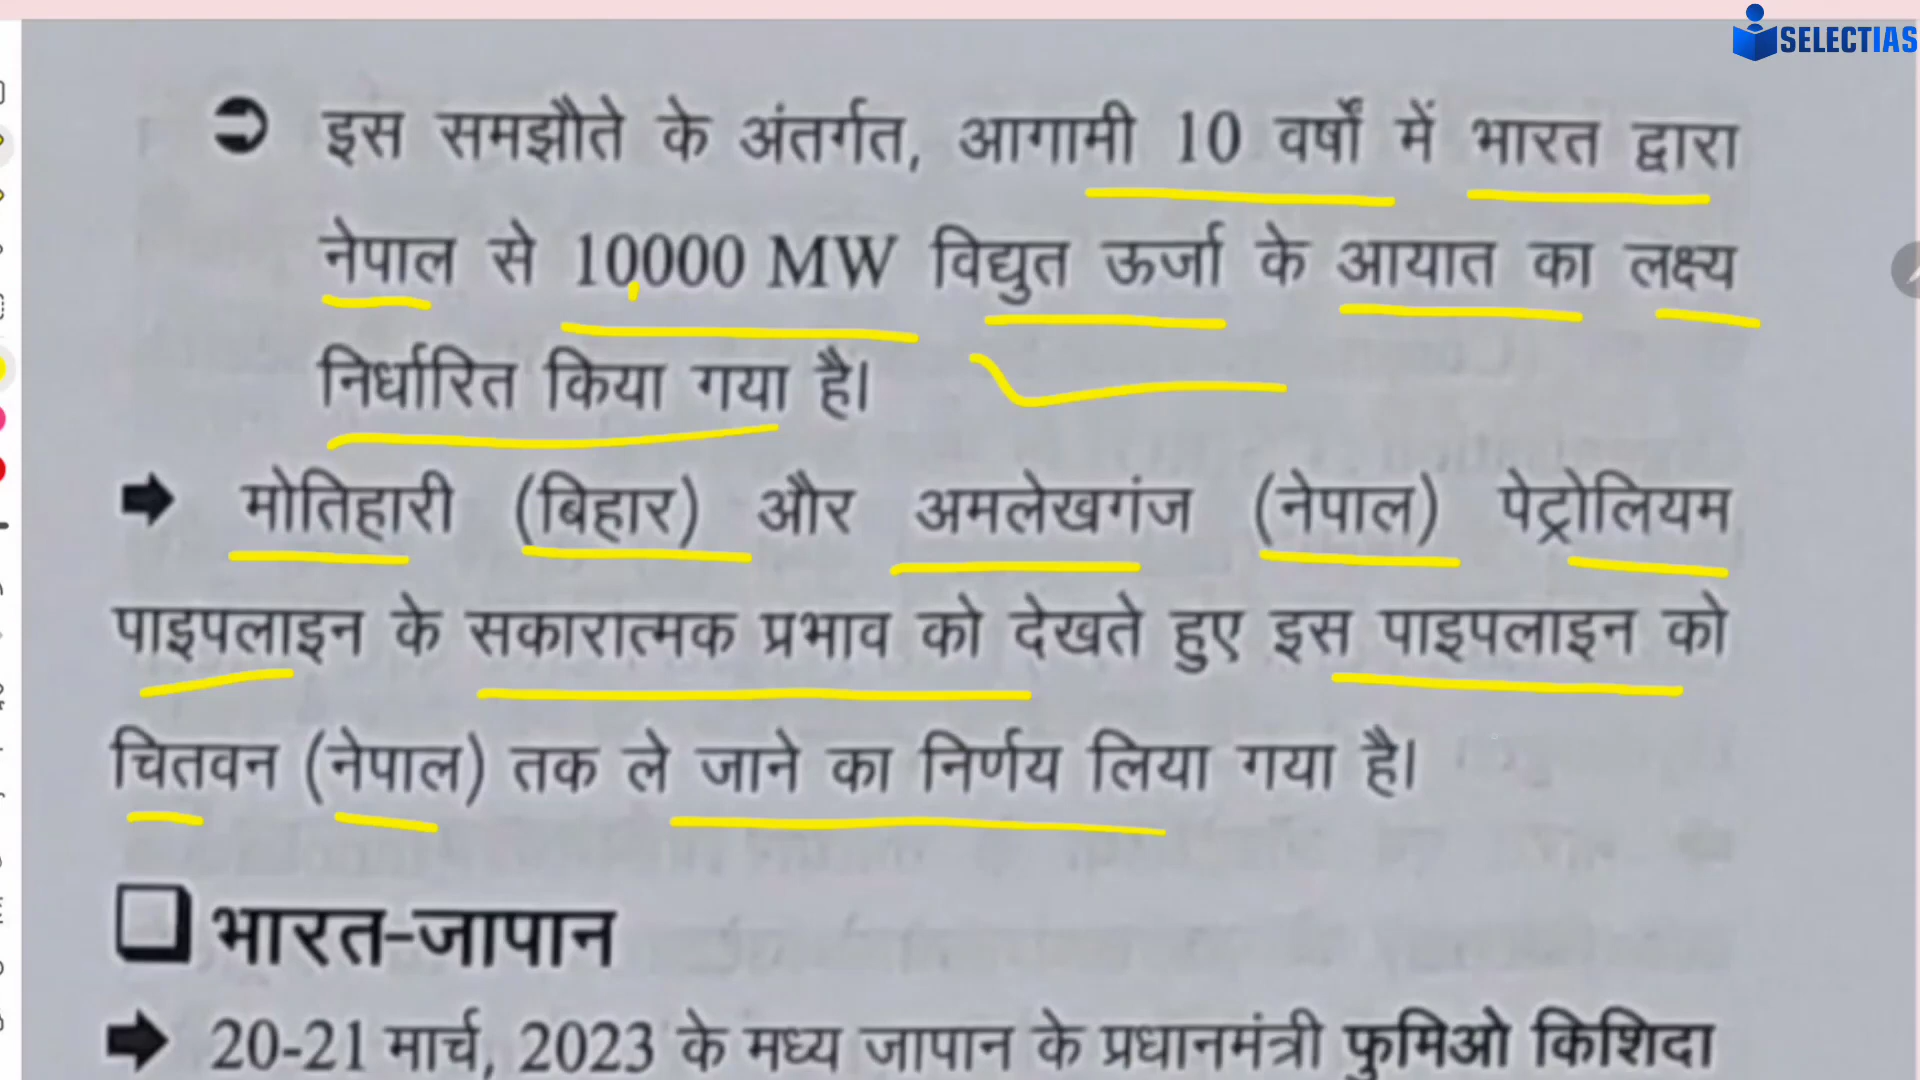 SELECTIAS
इस समझौते के अंतर्गत, आगामी 10 वर्षों में भारत द्वारा
नेपाल से 10000 MW विद्युत ऊर्जा के आयात का लक्ष्य
निर्धारित किया गया है।
मोतिहारी (बिहार) और अमलेखगंज (नेपाल) पेट्रोलियम
पाइपलाइन के सकारात्मक प्रभाव को देखते हुए इस पाइपलाइन को
चितवन (नेपाल) तक ले जाने का निर्णय लिया गया है।
भारत-जापान
20-21 मार्च, 2023 के मध्य जापान के प्रधानमंत्री फुमिओ किशिदा